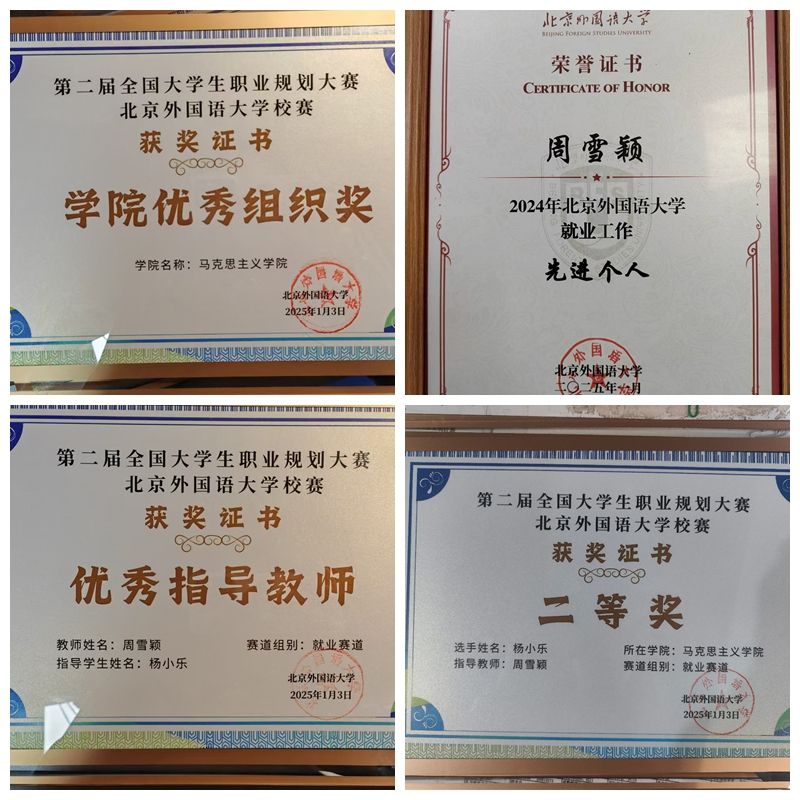 第二届全国大学生职业规划大赛
北京外国语大学校赛
获奖证书
学院优秀组织奖
学院名称：马克思主义学院
北京外国语大学
2025年1月3日
北京外国语大学
BEIJING FOREIGN STUDIES UNIVERSITY
荣誉证书
CERTIFICATE OF HONOR
周雪颖
2024年北京外国语大学
就业工作
先进个人
北京外国语大学
二〇二五年一月
第二届全国大学生职业规划大赛
北京外国语大学校赛
获奖证书
优秀指导教师
教师姓名：周雪颖 赛道组别：就业赛道
指导学生姓名：杨小乐
北京外国语大学
2025年1月3日
第二届全国大学生职业规划大赛
北京外国语大学校赛
获奖证书
二等奖
选手姓名：杨小乐 所在学院：马克思主义学院
指导教师：周雪颖 赛道组别：就业赛道
北京外国语大学
2025年1月3日